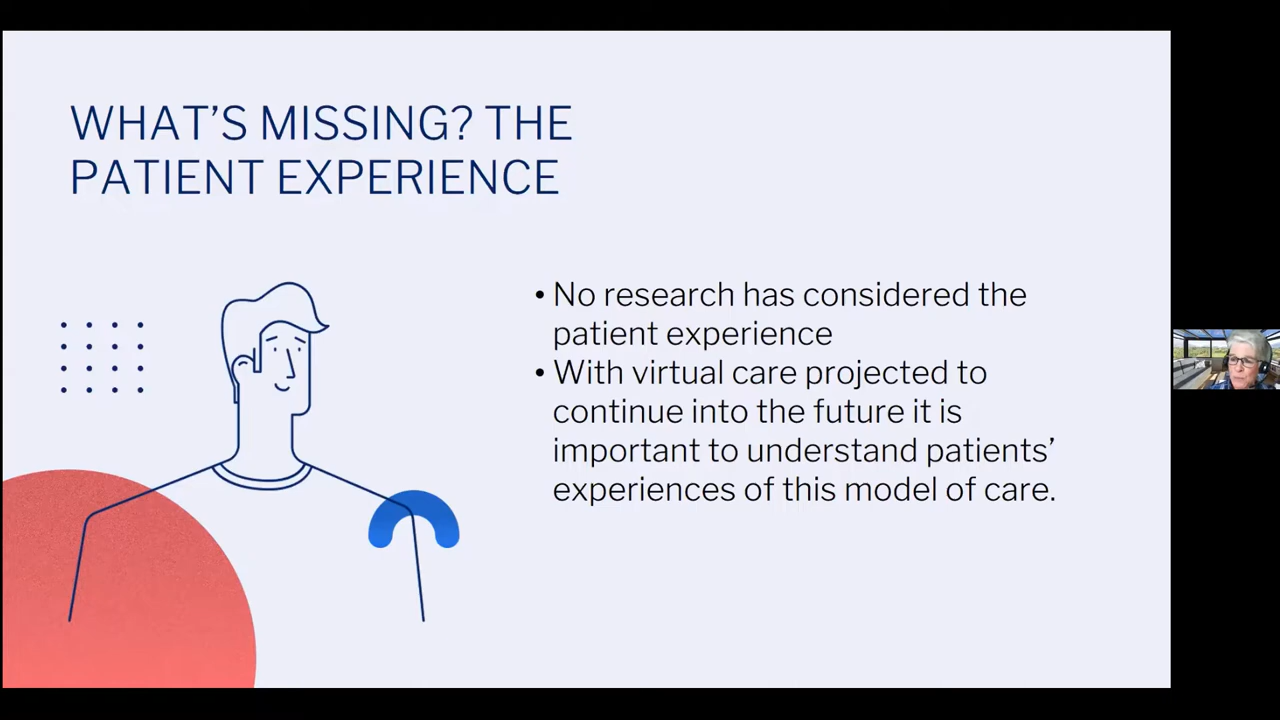 WHAT’S MISSING? THE
PATIENT EXPERIENCE
• No research has considered the
patient experience
• With virtual care projected to
continue into the future it is
important to understand patients’
experiences of this model of care.